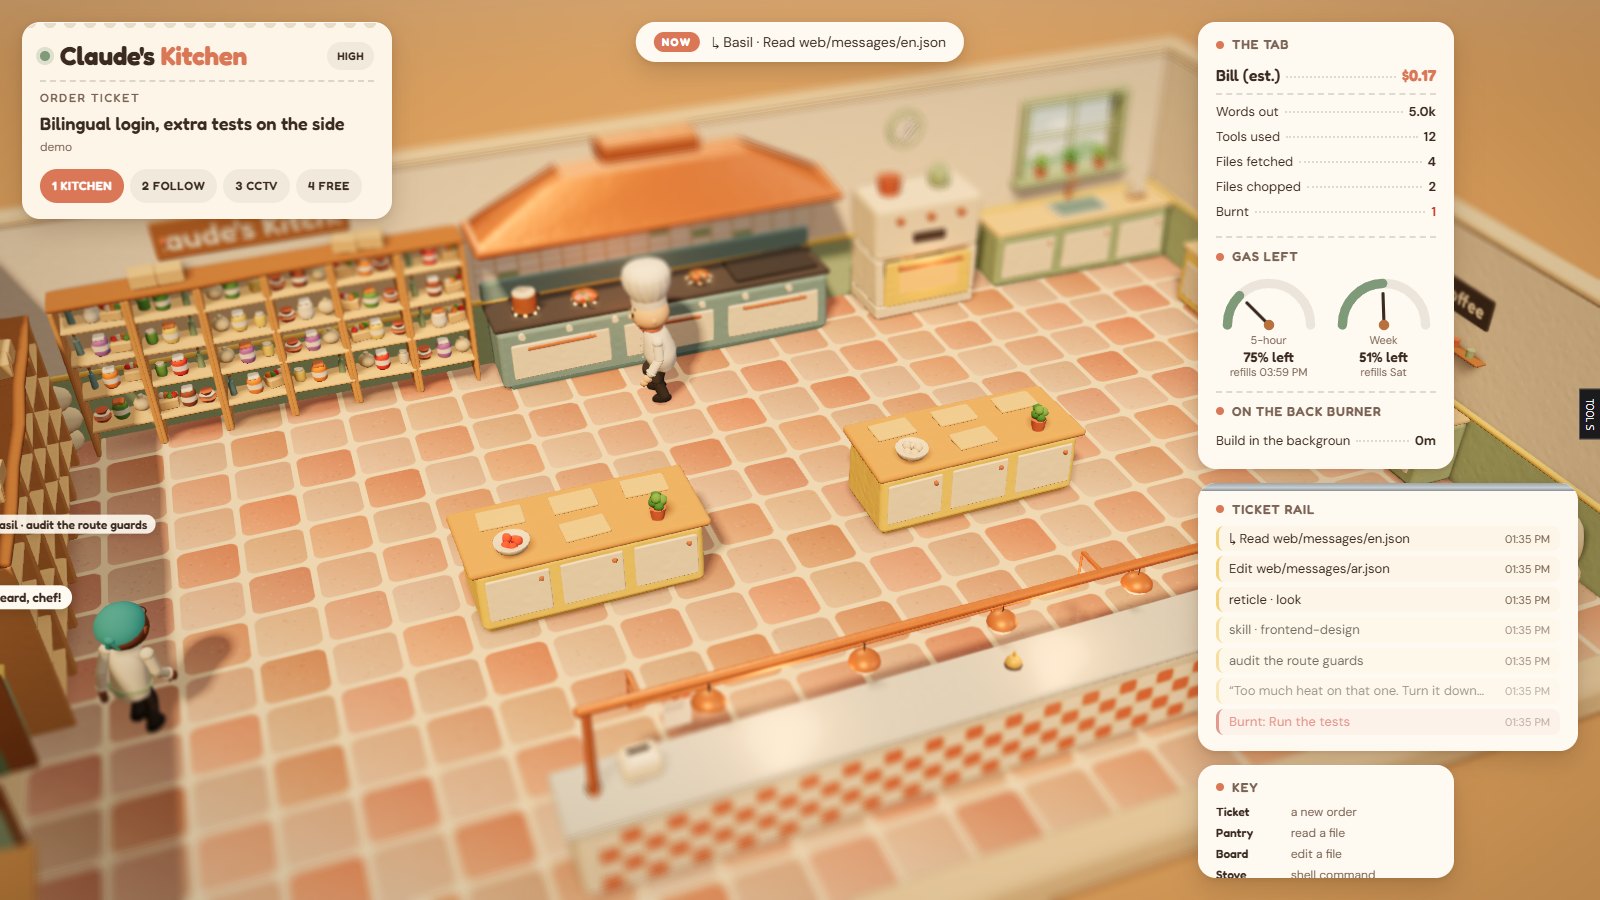 Claude's Kitchen
HIGH
ORDER TICKET
Bilingual login, extra tests on the side
demo
1 KITCHEN
2 FOLLOW
3 CCTV
4 FREE
NOW
↳ Basil · Read web/messages/en.json
THE TAB
Bill (est.) $0.17
Words out 5.0k
Tools used 12
Files fetched 4
Files chopped 2
Burnt 1
GAS LEFT
5-hour
75% left
refills 03:59 PM
Week
51% left
refills Sat
ON THE BACK BURNER
Build in the backgroun 0m
TOOLS
asil · audit the route guards
eard, chef!
TICKET RAIL
↳ Read web/messages/en.json 01:35 PM
Edit web/messages/ar.json 01:35 PM
reticle · look 01:35 PM
skill · frontend-design 01:35 PM
audit the route guards 01:35 PM
“Too much heat on that one. Turn it down… 01:35 PM
Burnt: Run the tests 01:35 PM
KEY
Ticket a new order
Pantry read a file
Board edit a file
Stove shell command